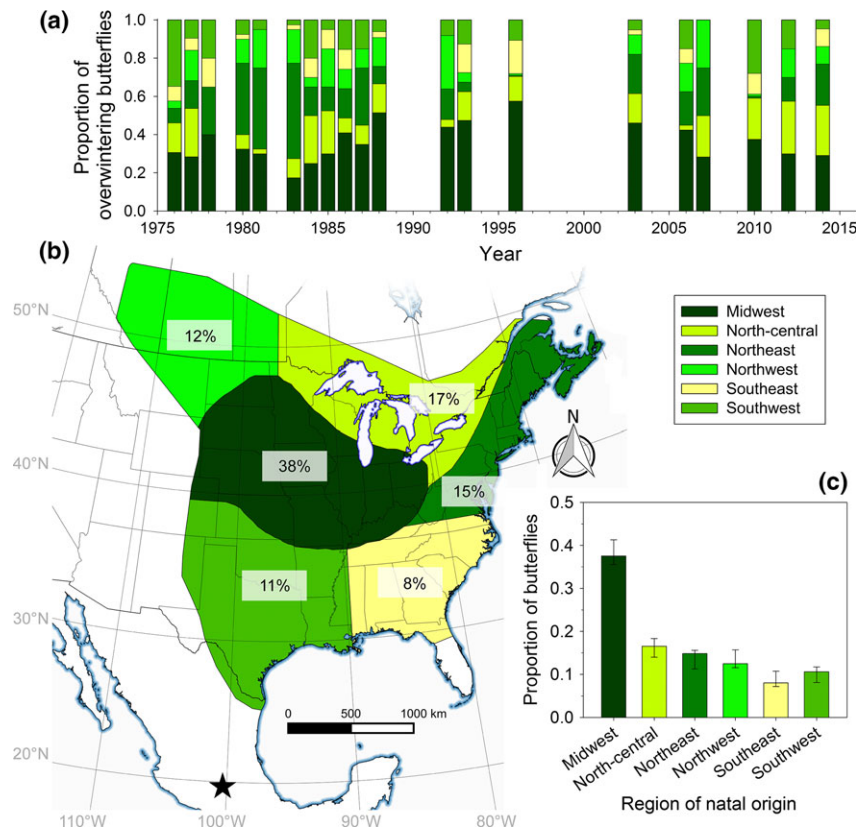 (a)
Proportion of
overwintering butterflies
1.0
0.8
0.6
0.4
0.2
0.0
1975 1980 1985 1990 1995 2000 2005 2010 2015
Year
(b)
50°N
40°N
30°N
20°N
110°W 100°W 90°W 80°W
12%
17%
38%
15%
11%
8%
0 500 1000 km
N
Midwest
North-central
Northeast
Northwest
Southeast
Southwest
(c)
Proportion of butterflies
0.5
0.4
0.3
0.2
0.1
0.0
Midwest
North-central
Northeast
Northwest
Southeast
Southwest
Region of natal origin